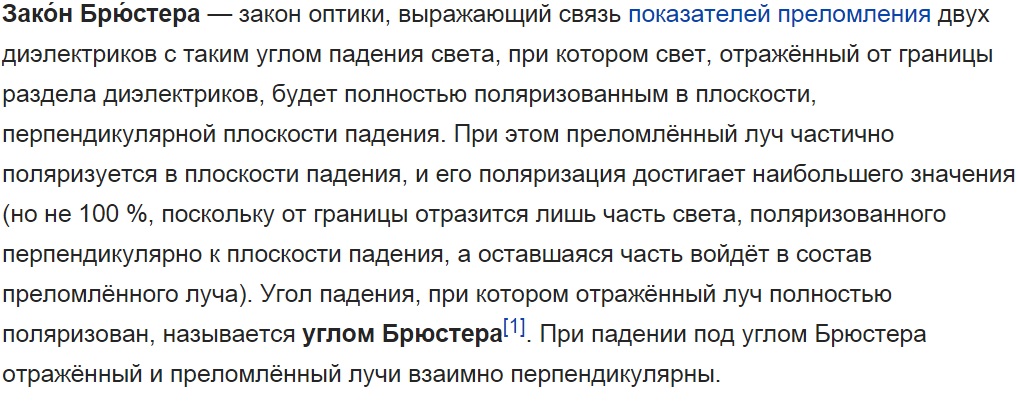 Зако́н Брю́стера — закон оптики, выражающий связь показателей преломления двух
диэлектриков с таким углом падения света, при котором свет, отражённый от границы
раздела диэлектриков, будет полностью поляризованным в плоскости,
перпендикулярной плоскости падения. При этом преломлённый луч частично
поляризуется в плоскости падения, и его поляризация достигает наибольшего значения
(но не 100 %, поскольку от границы отразится лишь часть света, поляризованного
перпендикулярно к плоскости падения, а оставшаяся часть войдёт в состав
преломлённого луча). Угол падения, при котором отражённый луч полностью
поляризован, называется углом Брюстера[1]. При падении под углом Брюстера
отражённый и преломлённый лучи взаимно перпендикулярны.